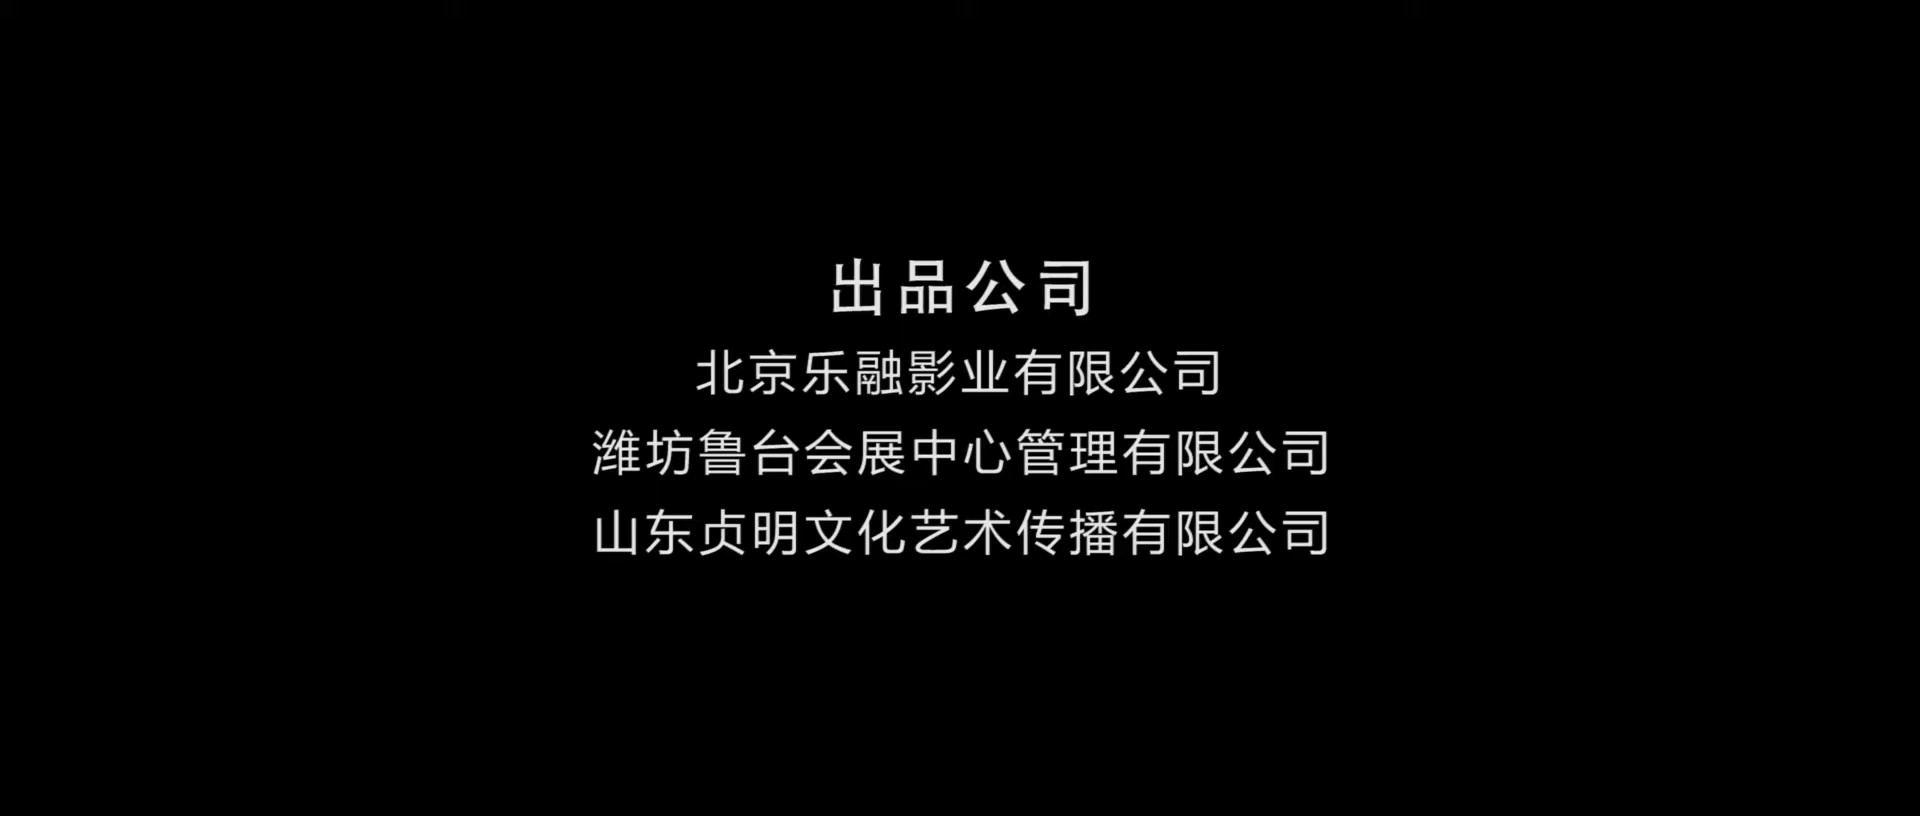 出品公司
北京乐融影业有限公司
潍坊鲁台会展中心管理有限公司
山东贞明文化艺术传播有限公司